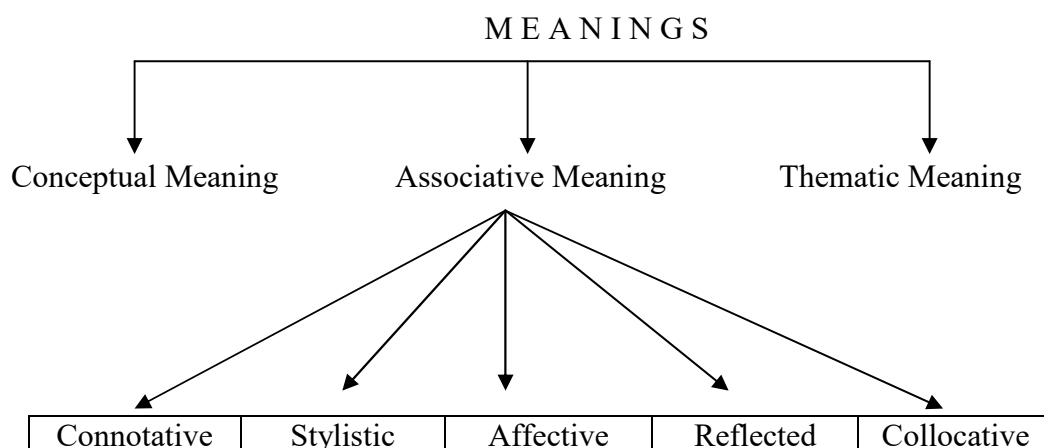 M E A N I N G S
Conceptual Meaning Associative Meaning Thematic Meaning
Connotative Stylistic Affective Reflected Collocative